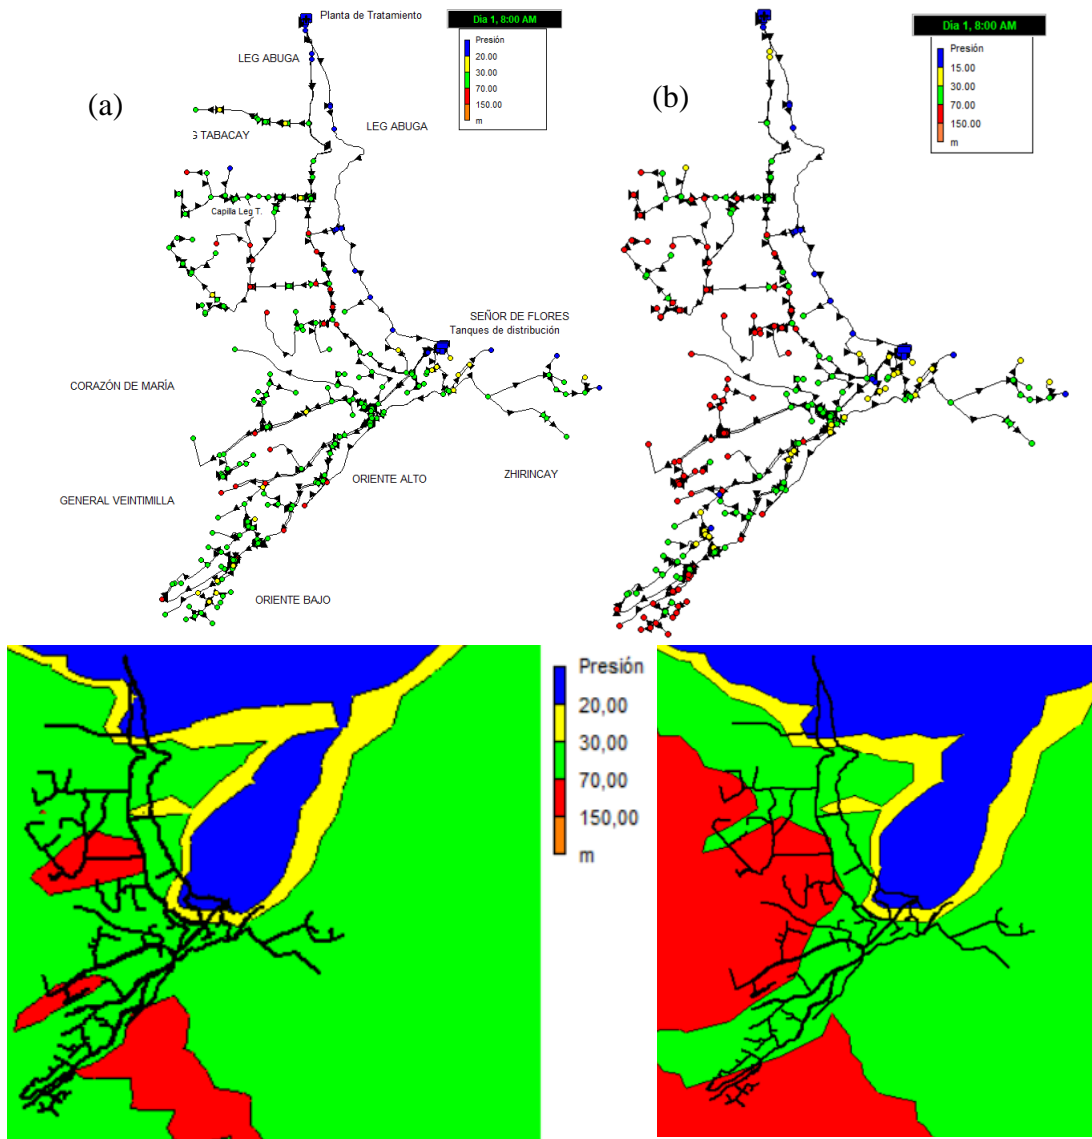 Planta de Tratamiento
Dia 1, 8:00 AM
Presión
20.00
30.00
70.00
150.00
m
LEG ABUGA
(a)
LEG ABUGA
G TABACAY
Capilla Leg T.
SEÑOR DE FLORES
Tanques de distribución
CORAZÓN DE MARÍA
ORIENTE ALTO
ZHIRINCAY
GENERAL VEINTIMILLA
ORIENTE BAJO
(b)
Dia 1, 8:00 AM
Presión
15.00
30.00
70.00
150.00
m
Presión
20,00
30,00
70,00
150,00
m